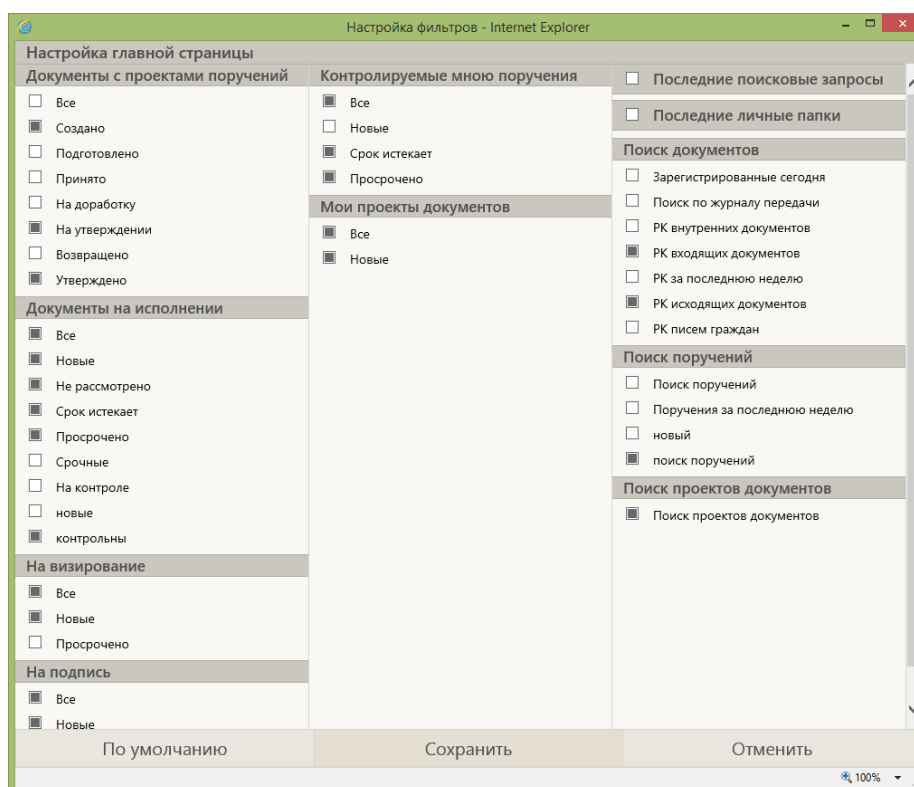 Настройка фильтров - Internet Explorer
Настройка главной страницы
Документы с проектами поручений
Все
Создано
Подготовлено
Принято
На доработку
На утверждении
Возвращено
Утверждено
Документы на исполнении
Все
Новые
Не рассмотрено
Срок истекает
Просрочено
Срочные
На контроле
новые
контрольны
На визирование
Все
Новые
Просрочено
На подпись
Все
Новые
Контролируемые мною поручения
Все
Новые
Срок истекает
Просрочено
Мои проекты документов
Все
Новые
Последние поисковые запросы
Последние личные папки
Поиск документов
Зарегистрированные сегодня
Поиск по журналу передачи
РК внутренних документов
РК входящих документов
РК за последнюю неделю
РК исходящих документов
РК писем граждан
Поиск поручений
Поиск поручений
Поручения за последнюю неделю
новый
поиск поручений
Поиск проектов документов
Поиск проектов документов
По умолчанию
Сохранить
Отменить
100%